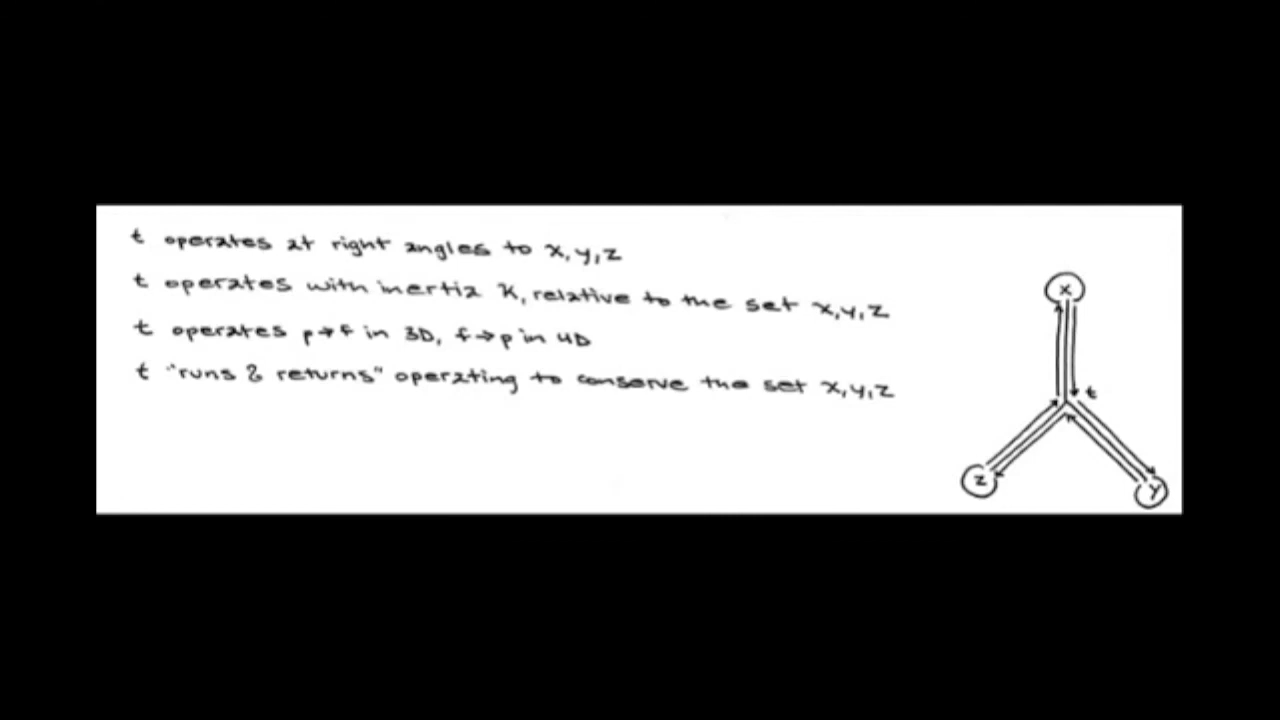 t operates at right angles to x,y,z
t operates with inertia K, relative to the set x,y,z
t operates p→f in 3D, f→p in 4D
t "runs & returns" operating to conserve the set x,y,z
x
t
z
y